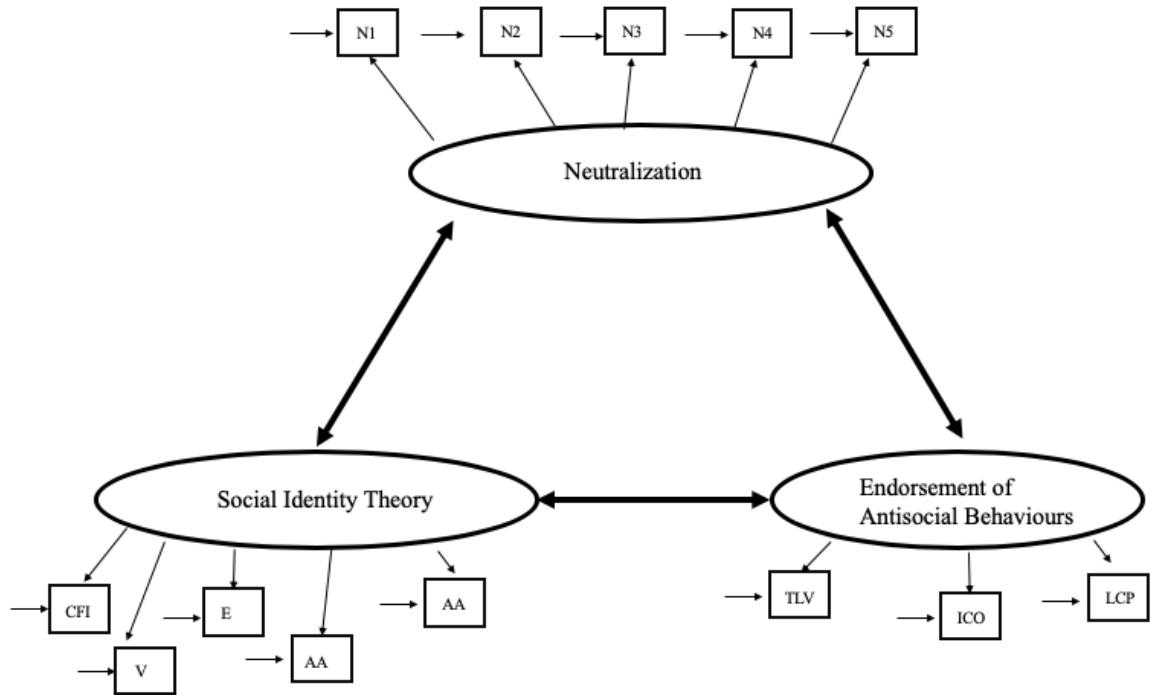 N1
N2
N3
N4
N5
Neutralization
Social Identity Theory
Endorsement of
Antisocial Behaviours
CFI
V
E
AA
AA
TLV
ICO
LCP